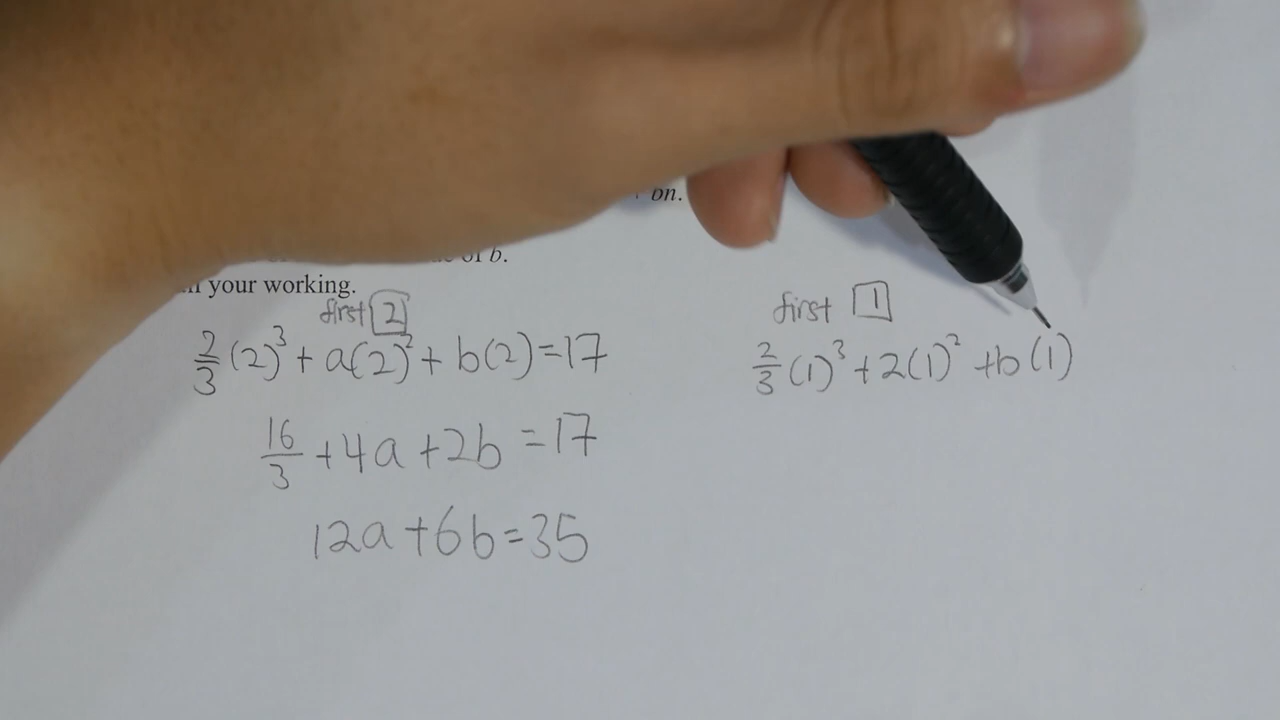 bn.
of b.
your working.
first 2
2/3 (2)³ + a(2)² + b(2) = 17
16/3 + 4a + 2b = 17
12a + 6b = 35
first 1
2/3 (1)³ + 2(1)² + b(1)